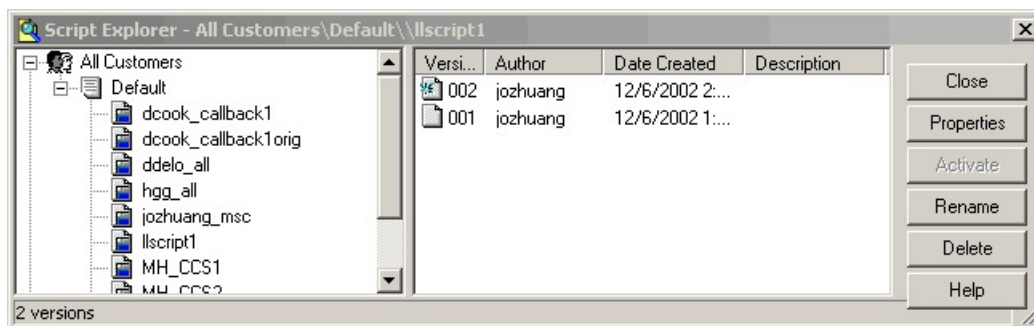 Script Explorer - All Customers\Default\\llscript1
All Customers
Default
dcook_callback1
dcook_callback1orig
ddelo_all
hgg_all
jozhuang_msc
llscript1
MH_CCS1
MH_CCS2
Versi... Author Date Created Description
002 jozhuang 12/6/2002 2:...
001 jozhuang 12/6/2002 1:...
Close
Properties
Activate
Rename
Delete
Help
2 versions